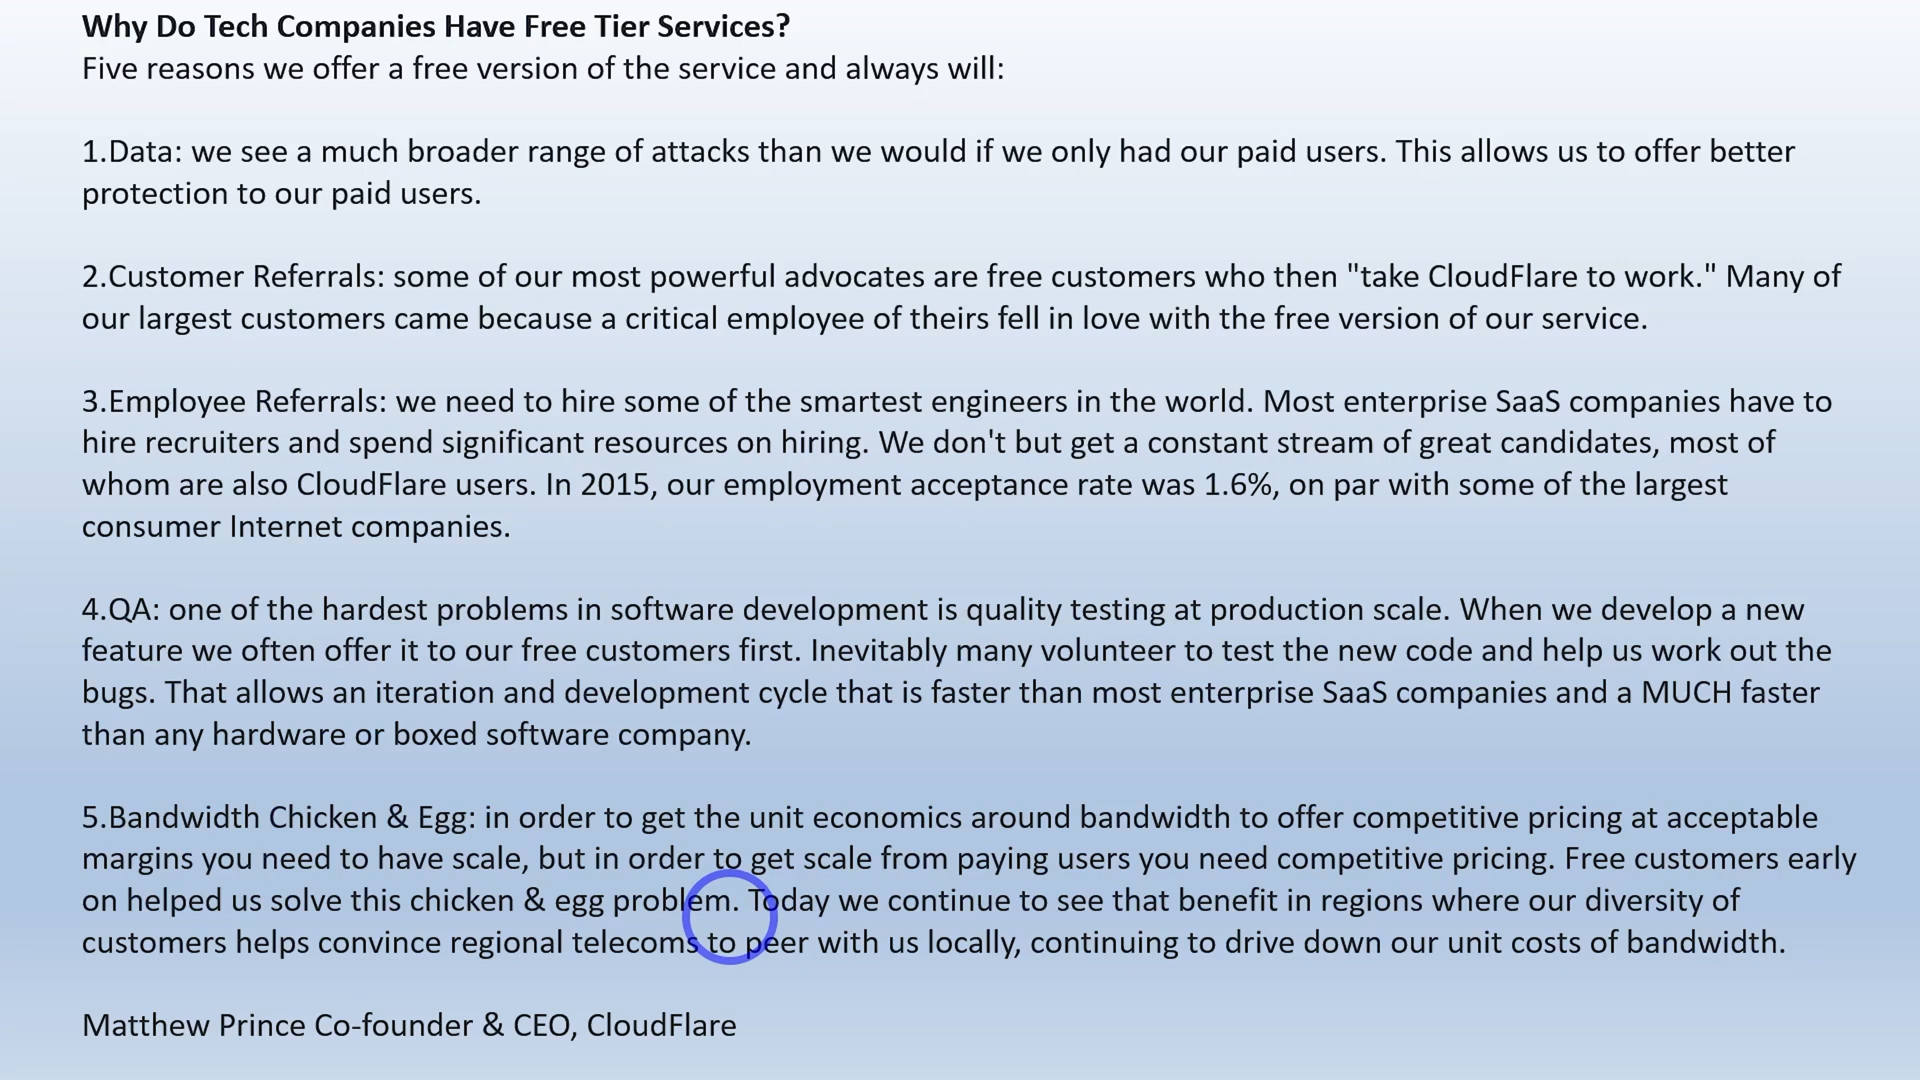 Why Do Tech Companies Have Free Tier Services?
Five reasons we offer a free version of the service and always will:
1.Data: we see a much broader range of attacks than we would if we only had our paid users. This allows us to offer better
protection to our paid users.
2.Customer Referrals: some of our most powerful advocates are free customers who then "take CloudFlare to work." Many of
our largest customers came because a critical employee of theirs fell in love with the free version of our service.
3.Employee Referrals: we need to hire some of the smartest engineers in the world. Most enterprise SaaS companies have to
hire recruiters and spend significant resources on hiring. We don't but get a constant stream of great candidates, most of
whom are also CloudFlare users. In 2015, our employment acceptance rate was 1.6%, on par with some of the largest
consumer Internet companies.
4.QA: one of the hardest problems in software development is quality testing at production scale. When we develop a new
feature we often offer it to our free customers first. Inevitably many volunteer to test the new code and help us work out the
bugs. That allows an iteration and development cycle that is faster than most enterprise SaaS companies and a MUCH faster
than any hardware or boxed software company.
5.Bandwidth Chicken & Egg: in order to get the unit economics around bandwidth to offer competitive pricing at acceptable
margins you need to have scale, but in order to get scale from paying users you need competitive pricing. Free customers early
on helped us solve this chicken & egg problem. Today we continue to see that benefit in regions where our diversity of
customers helps convince regional telecoms to peer with us locally, continuing to drive down our unit costs of bandwidth.
Matthew Prince Co-founder & CEO, CloudFlare